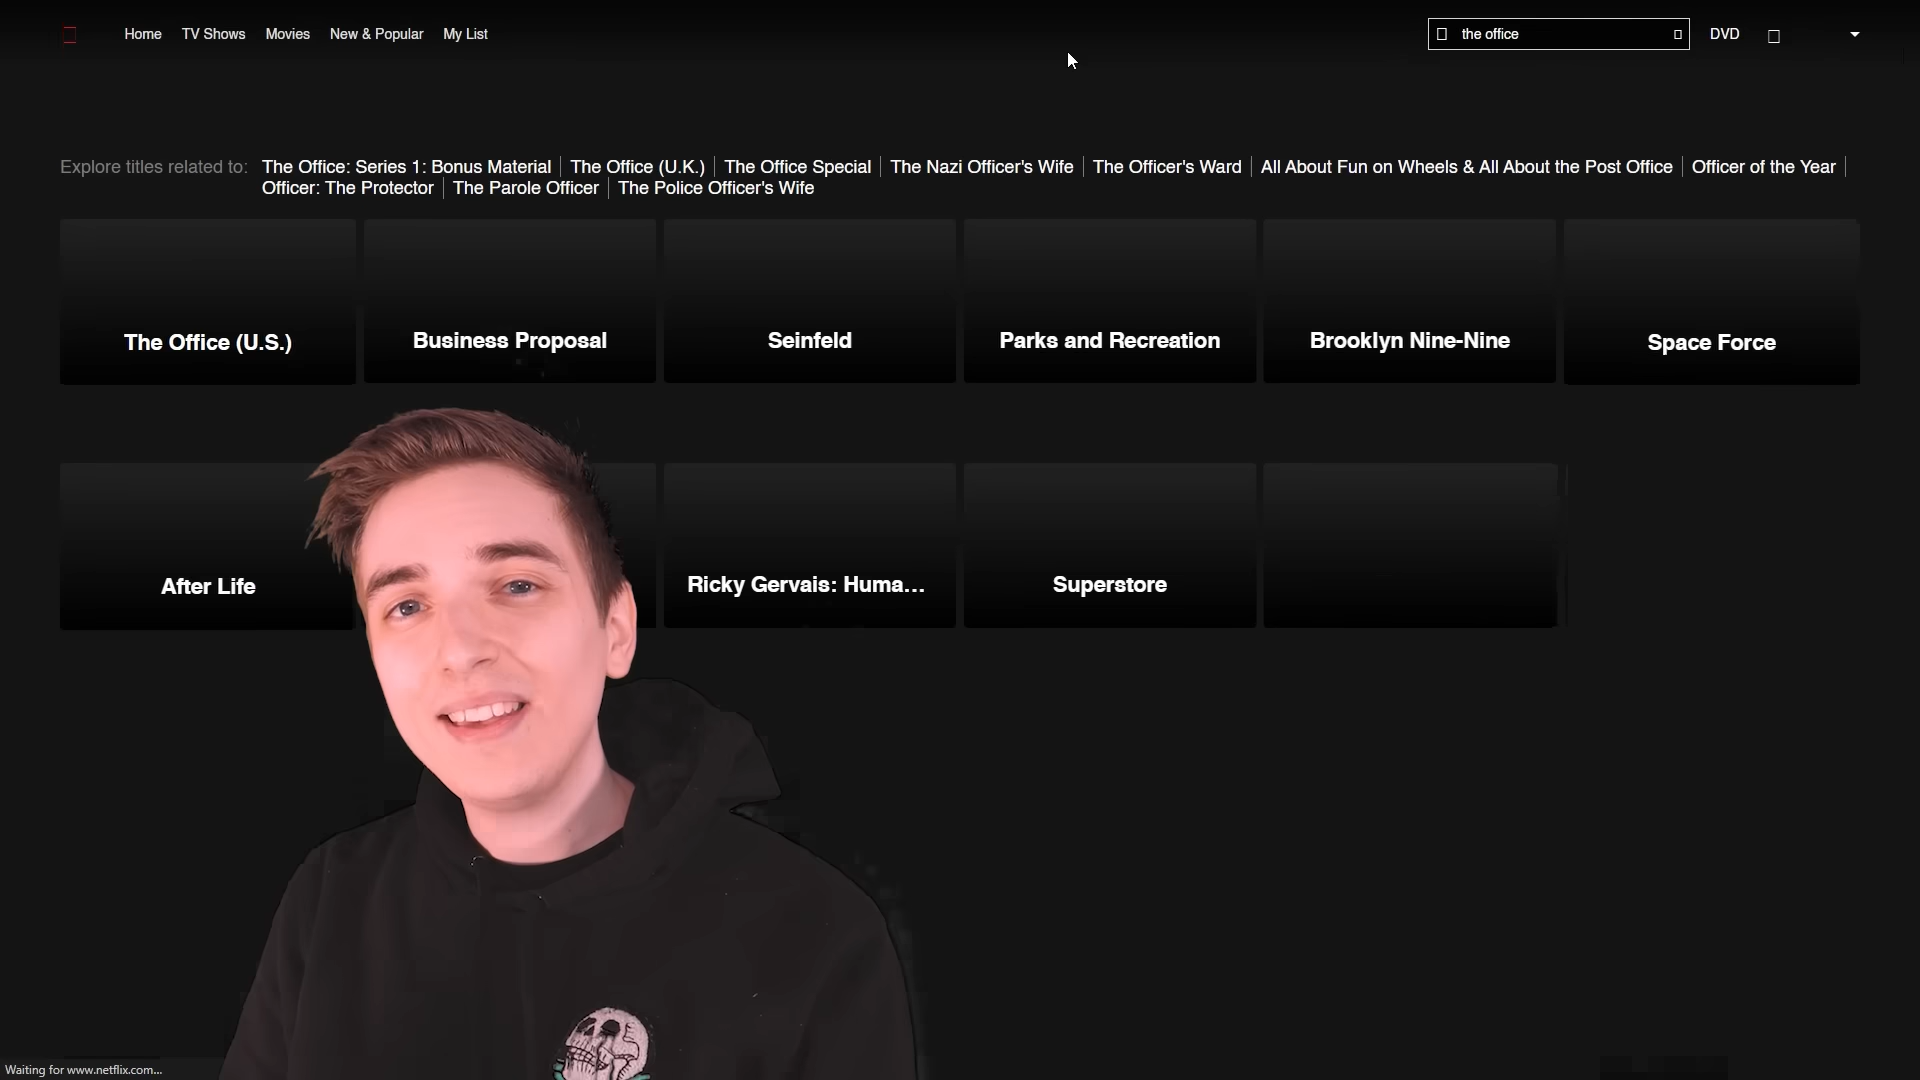 Home TV Shows Movies New & Popular My List the office DVD
Explore titles related to: The Office: Series 1: Bonus Material The Office (U.K.) The Office Special The Nazi Officer's Wife The Officer's Ward All About Fun on Wheels & All About the Post Office Officer of the Year
Officer: The Protector The Parole Officer The Police Officer's Wife
The Office (U.S.) Business Proposal Seinfeld Parks and Recreation Brooklyn Nine-Nine Space Force
After Life Ricky Gervais: Huma... Superstore
Waiting for www.netflix.com...